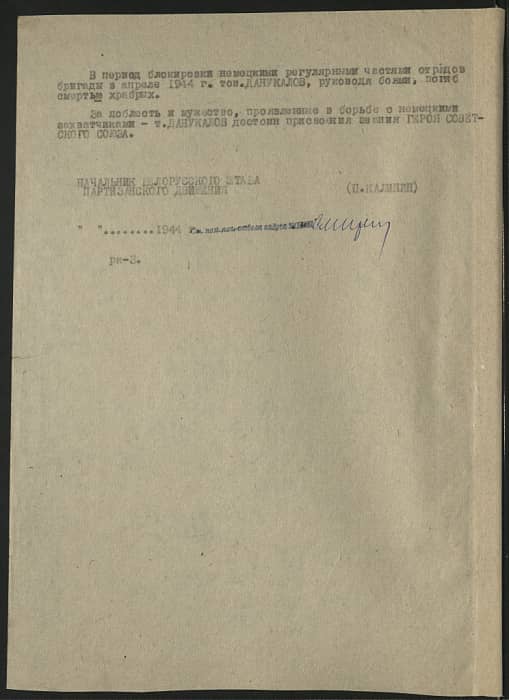 В период блокировки немецкими регулярными частями отрядов
бригады в апреле 1944 г. тов.ДАНУКАЛОВ, руководя боями, погиб
смертью храбрых.
За доблесть и мужество, проявленные в борьбе с немецкими
захватчиками - т.ДАНУКАЛОВ достоин присвоения звания ГЕРОЯ СОВЕТ-
СКОГО СОЮЗА.
НАЧАЛЬНИК БЕЛОРУССКОГО ШТАБА
ПАРТИЗАНСКОГО ДВИЖЕНИЯ (П.КАЛИНИН)
" "........1944
рк-3.